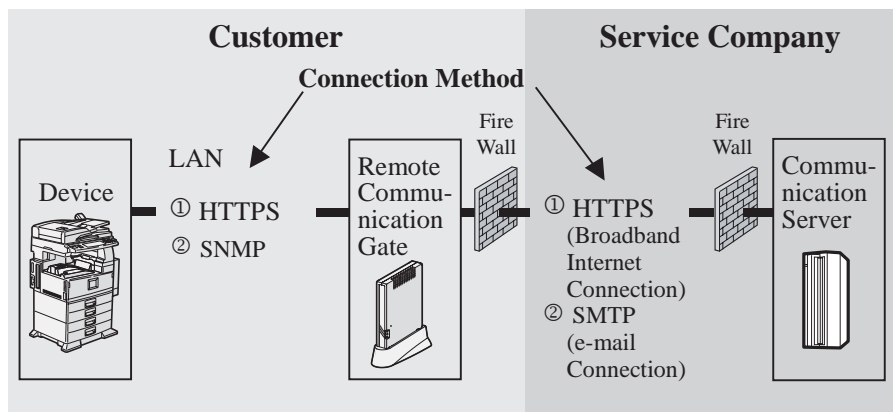 Customer
Service Company
Connection Method
Device
LAN
① HTTPS
② SNMP
Remote
Commu-
nication
Gate
Fire
Wall
① HTTPS
(Broadband
Internet
Connection)
② SMTP
(e-mail
Connection)
Fire
Wall
Commu-
nication
Server